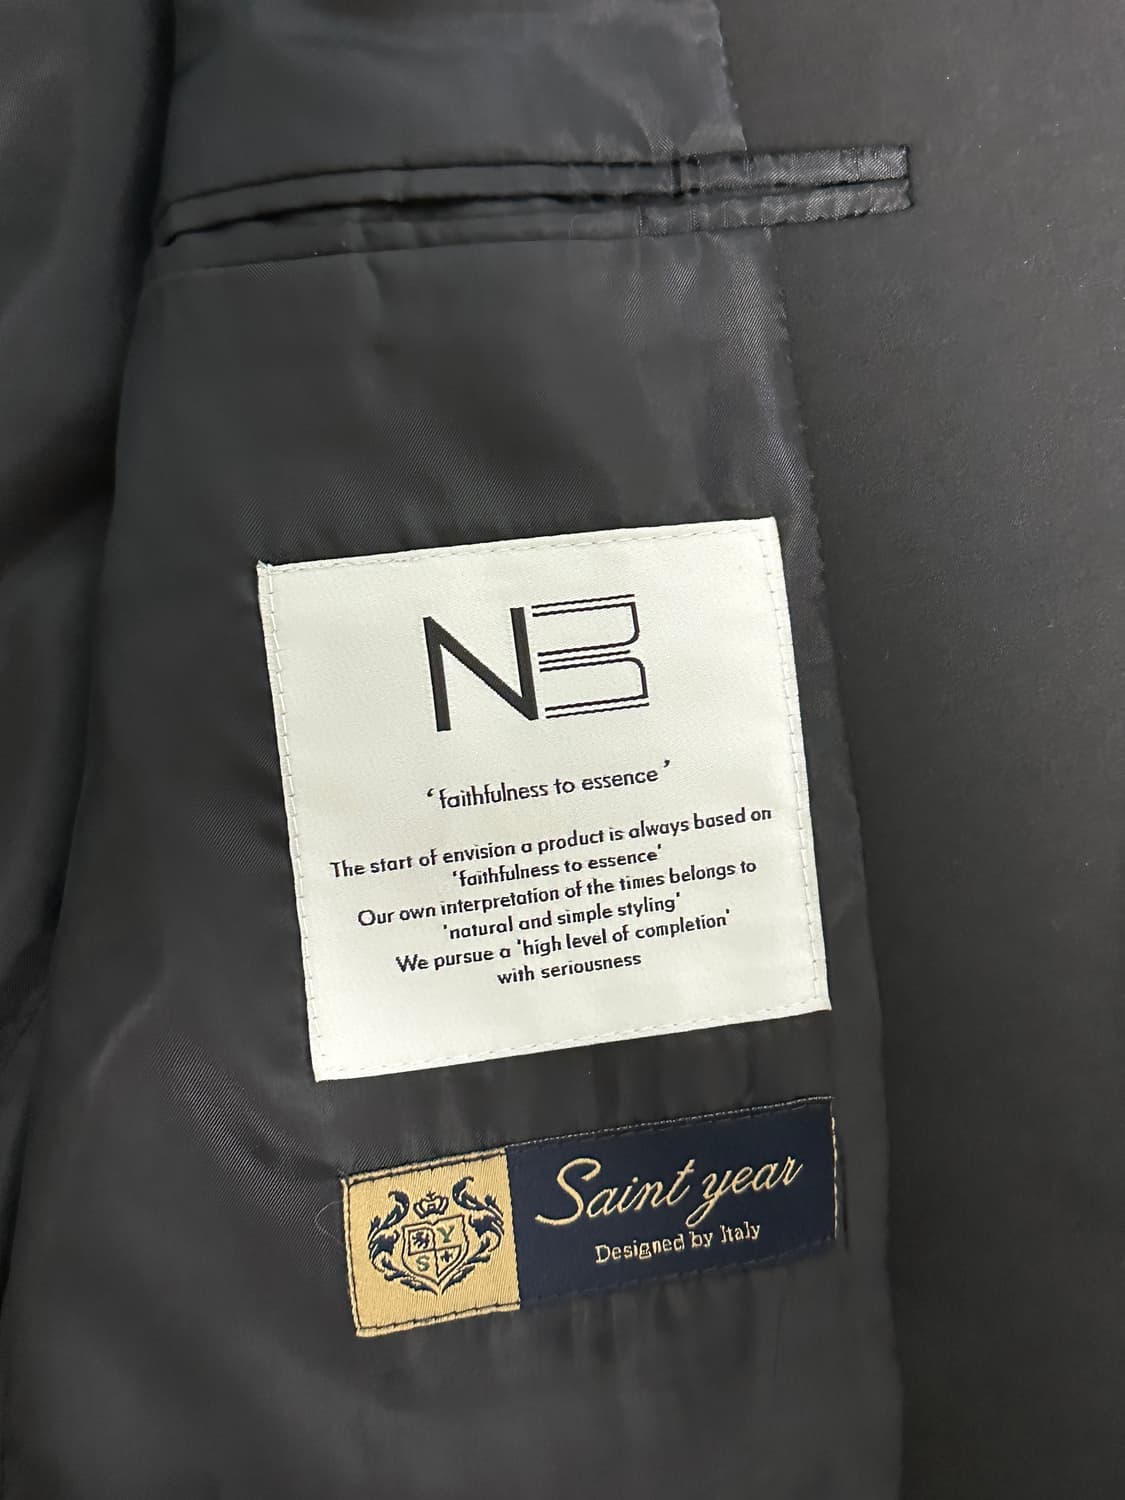 NB
‘faithfulness to essence’
The start of envision a product is always based on
'faithfulness to essence'
Our own interpretation of the times belongs to
'natural and simple styling'
We pursue a 'high level of completion'
with seriousness
Y
S
Saint year
Designed by Italy